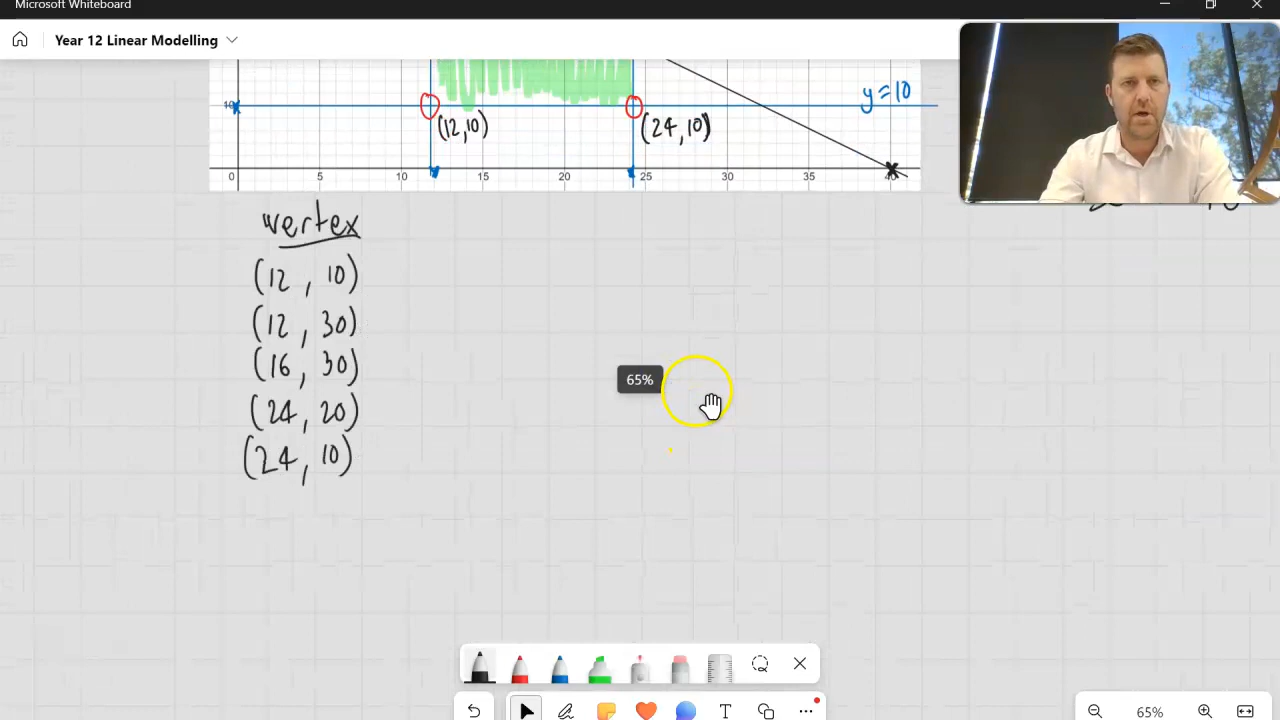 Microsoft Whiteboard
Year 12 Linear Modelling
10
y = 10
(12,10)
(24,10)
0 5 10 15 20 25 30 35 40
vertex
(12, 10)
(12, 30)
(16, 30)
(24, 20)
(24, 10)
65%
T
65%